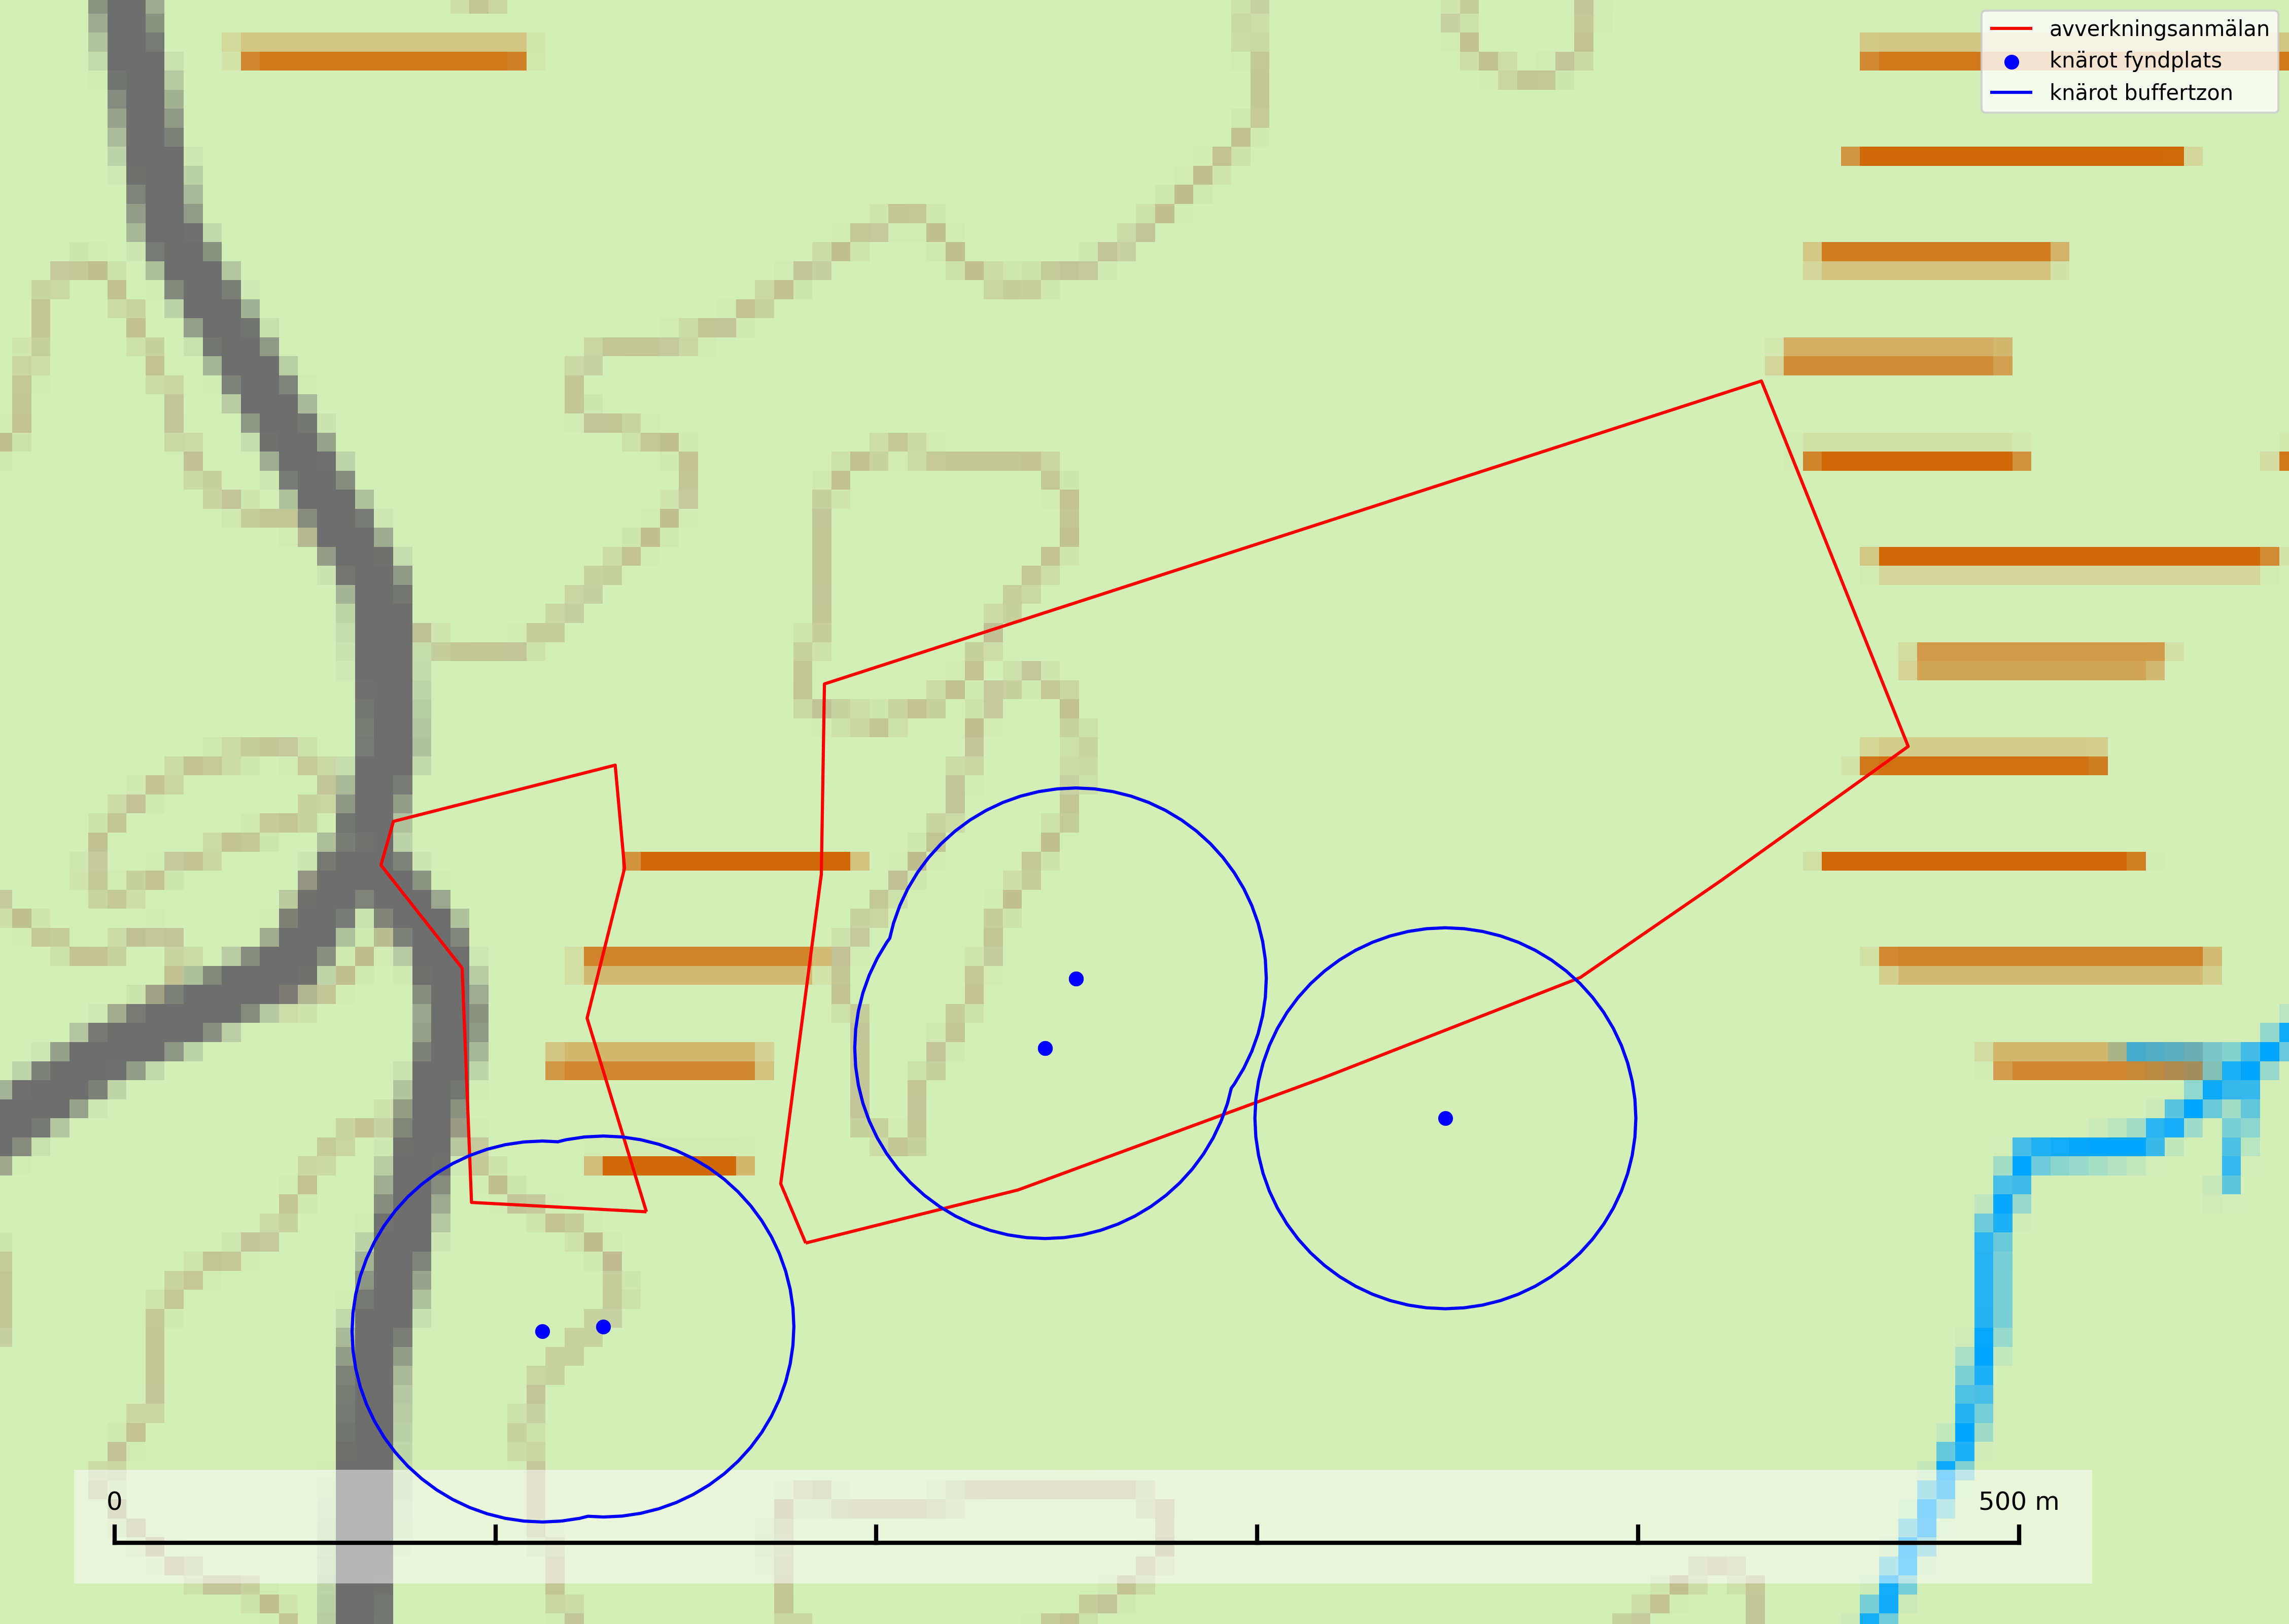 avverkningsanmälan
knärot fyndplats
knärot buffertzon
0
500 m